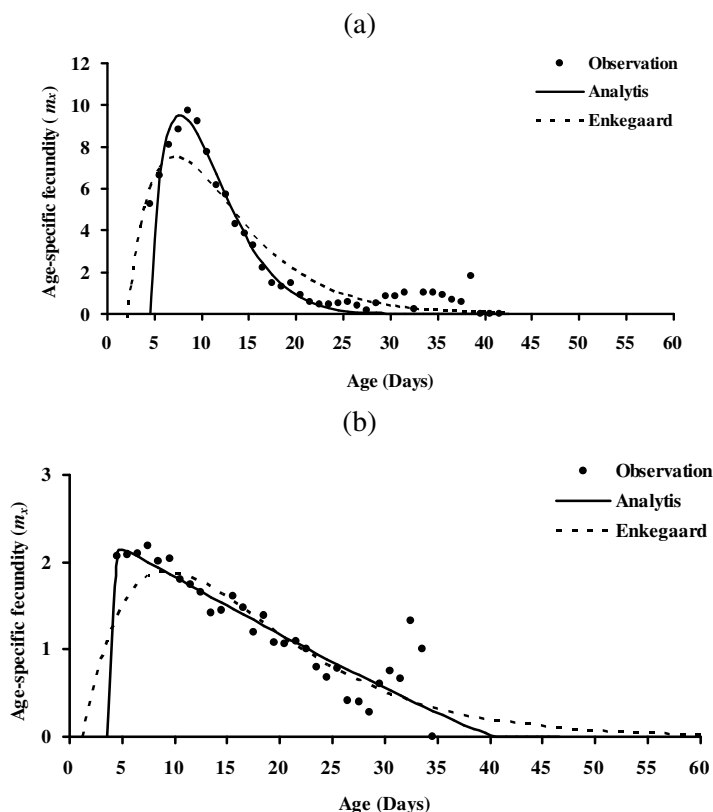 (a)
Age-specific fecundity ( mx)
12
10
8
6
4
2
0
Observation
Analytis
Enkegaard
0 5 10 15 20 25 30 35 40 45 50 55 60
Age (Days)
(b)
Age-specific fecundity (mx)
3
2
1
0
Observation
Analytis
Enkegaard
0 5 10 15 20 25 30 35 40 45 50 55 60
Age (Days)